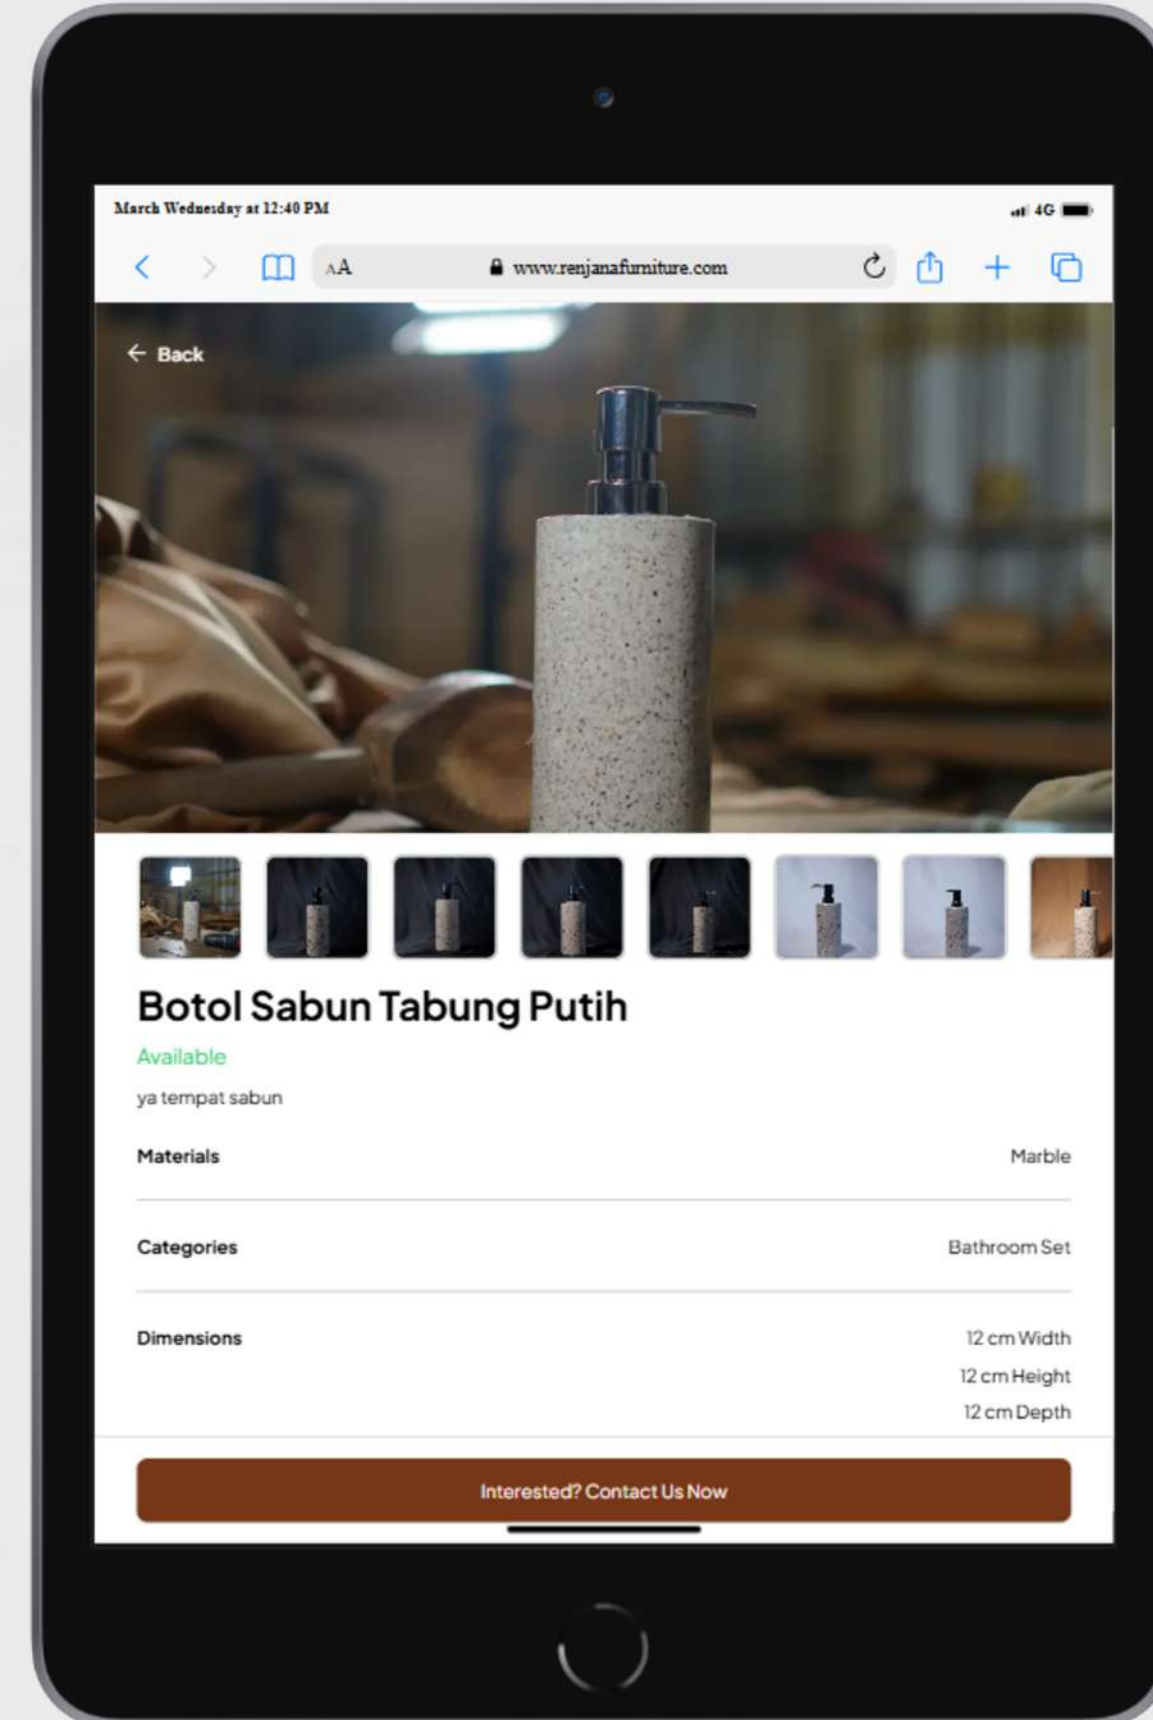 March Wednesday at 12:40 PM
4G
AA
www.renjanafurniture.com
← Back
Botol Sabun Tabung Putih
Available
ya tempat sabun
Materials
Marble
Categories
Bathroom Set
Dimensions
12 cm Width
12 cm Height
12 cm Depth
Interested? Contact Us Now